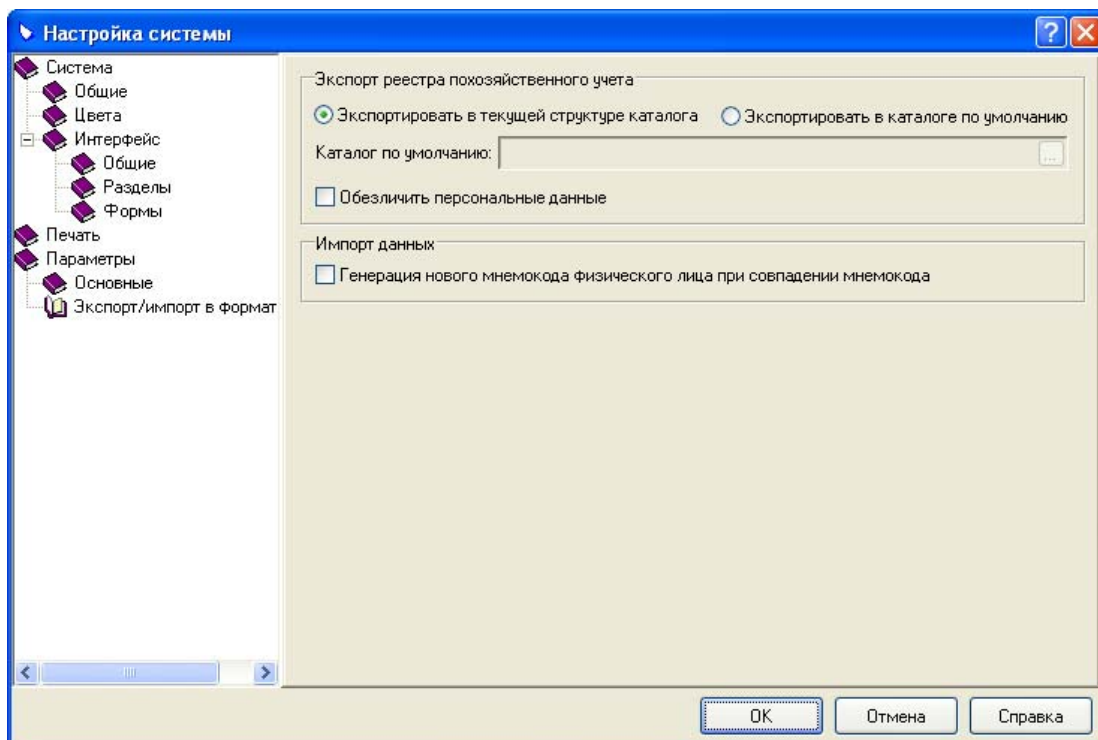 Настройка системы
Система
Общие
Цвета
Интерфейс
Общие
Разделы
Формы
Печать
Параметры
Основные
Экспорт/импорт в формат
Экспорт реестра похозяйственного учета
Экспортировать в текущей структуре каталога
Экспортировать в каталоге по умолчанию
Каталог по умолчанию:
...
Обезличить персональные данные
Импорт данных
Генерация нового мнемокода физического лица при совпадении мнемокода
OK
Отмена
Справка